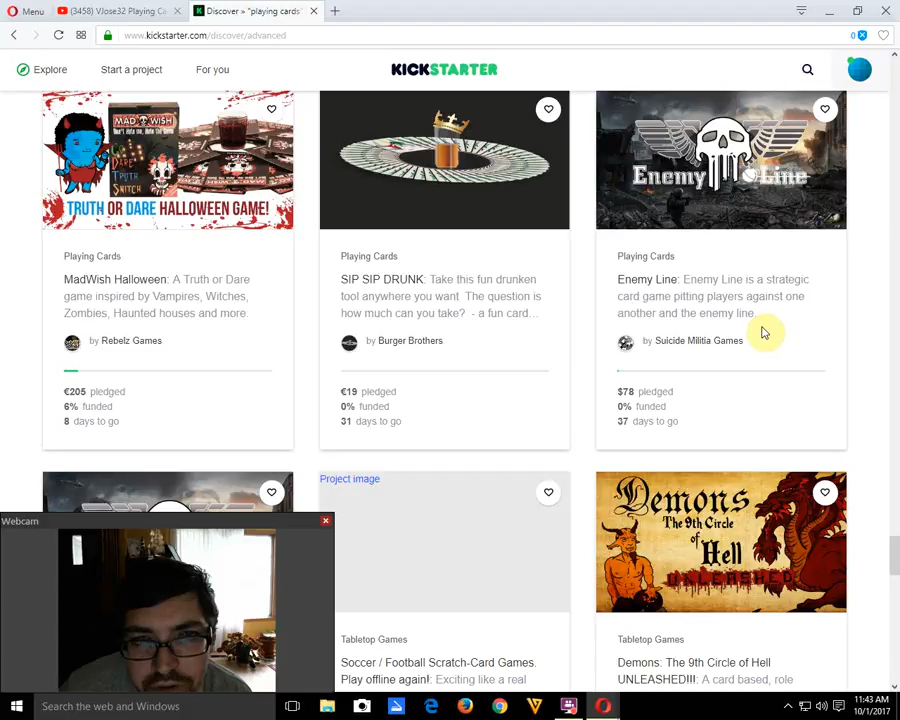 Menu
(3458) VJose32 Playing Ca
Discover » "playing cards"
www.kickstarter.com/discover/advanced
0
Explore
Start a project
For you
KICKSTARTER
MAD WISH
DARE
TRUTH
SNITCH
TRUTH OR DARE HALLOWEEN GAME!
Enemy Line
Playing Cards
MadWish Halloween: A Truth or Dare
game inspired by Vampires, Witches,
Zombies, Haunted houses and more.
by Rebelz Games
€205 pledged
6% funded
8 days to go
Playing Cards
SIP SIP DRUNK: Take this fun drunken
tool anywhere you want The question is
how much can you take? - a fun card…
by Burger Brothers
€19 pledged
0% funded
31 days to go
Playing Cards
Enemy Line: Enemy Line is a strategic
card game pitting players against one
another and the enemy line.
by Suicide Militia Games
$78 pledged
0% funded
37 days to go
Webcam
Project image
Tabletop Games
Soccer / Football Scratch-Card Games.
Play offline again!: Exciting like a real
Demons
The 9th Circle
of
Hell
UNLEASHED
Tabletop Games
Demons: The 9th Circle of Hell
UNLEASHED!!!: A card based, role
Search the web and Windows
11:43 AM
10/1/2017